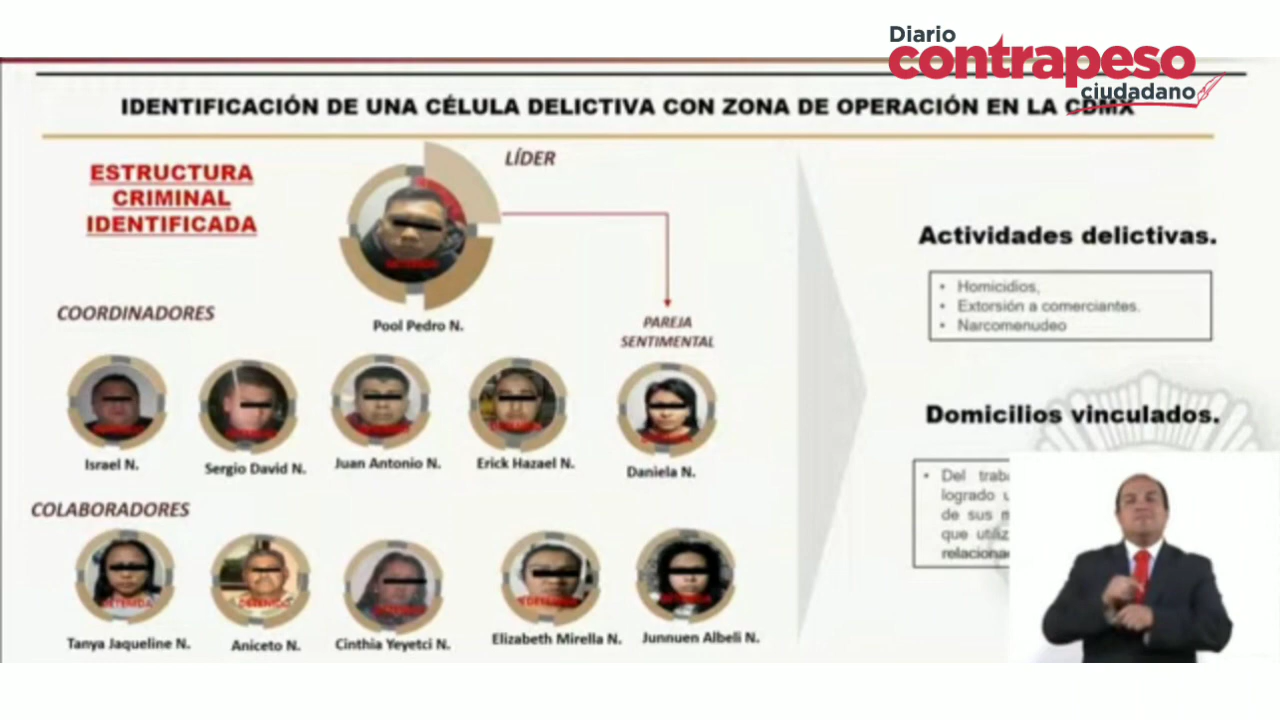 Diario
contrapeso
ciudadano
IDENTIFICACIÓN DE UNA CÉLULA DELICTIVA CON ZONA DE OPERACIÓN EN LA CDMX
ESTRUCTURA
CRIMINAL
IDENTIFICADA
LÍDER
Pool Pedro N.
PAREJA
SENTIMENTAL
COORDINADORES
Israel N.
Sergio David N.
Juan Antonio N.
Erick Hazael N.
Daniela N.
COLABORADORES
DETENIDA
Tanya Jaqueline N.
Aniceto N.
Cinthia Yeyetci N.
Elizabeth Mirella N.
Junnuen Albeli N.
Actividades delictivas.
• Homicidios,
• Extorsión a comerciantes.
• Narcomenudeo
Domicilios vinculados.
• Del
logrado
de sus
que